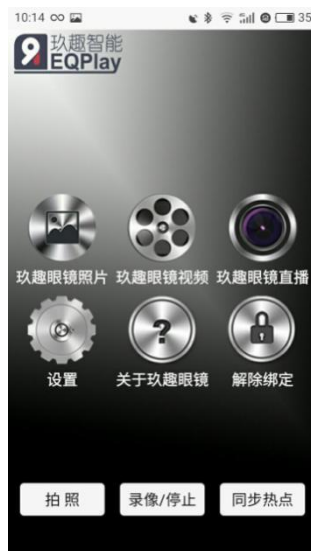 10:14 35
玖趣智能
EQPlay
玖趣眼镜照片 玖趣眼镜视频 玖趣眼镜直播
设置 关于玖趣眼镜 解除绑定
拍照 录像/停止 同步热点